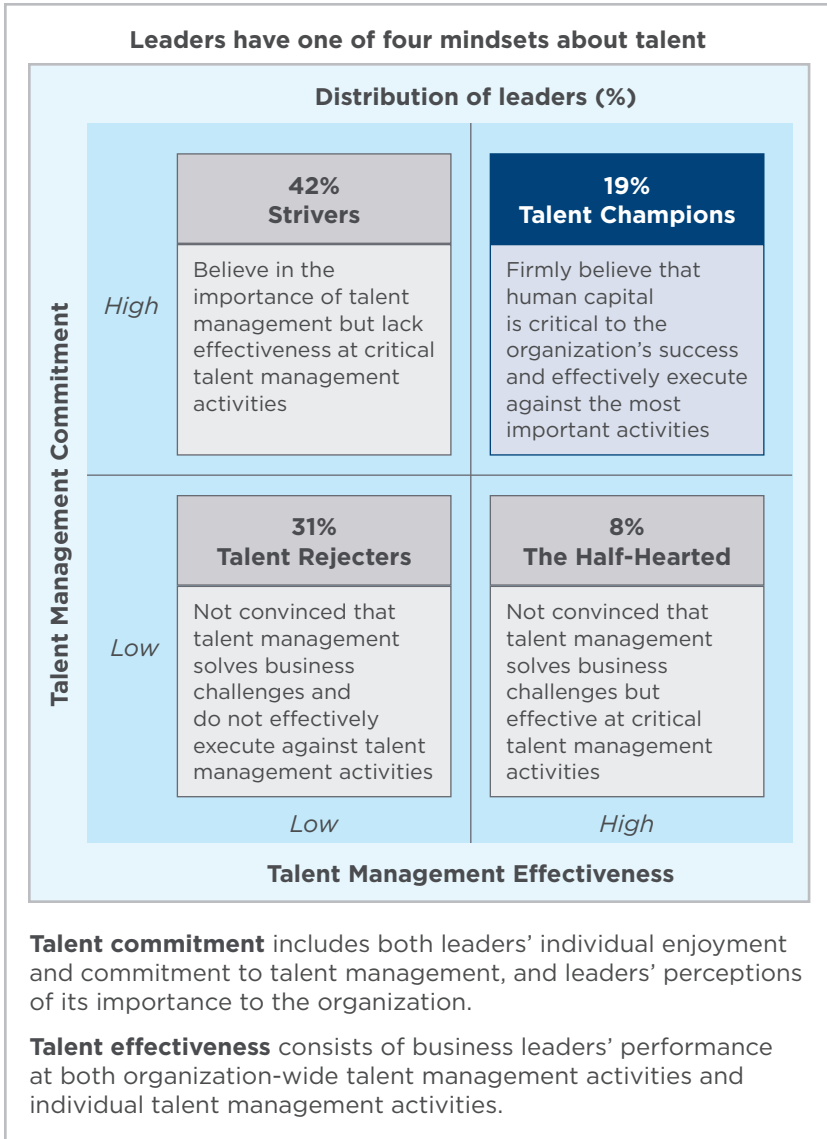 Leaders have one of four mindsets about talent
Distribution of leaders (%)
Talent Management Commitment
High
42%
Strivers
Believe in the
importance of talent
management but lack
effectiveness at critical
talent management
activities
19%
Talent Champions
Firmly believe that
human capital
is critical to the
organization’s success
and effectively execute
against the most
important activities
Low
31%
Talent Rejecters
Not convinced that
talent management
solves business
challenges and
do not effectively
execute against talent
management activities
8%
The Half-Hearted
Not convinced that
talent management
solves business
challenges but
effective at critical
talent management
activities
Low
High
Talent Management Effectiveness
Talent commitment includes both leaders’ individual enjoyment
and commitment to talent management, and leaders’ perceptions
of its importance to the organization.
Talent effectiveness consists of business leaders’ performance
at both organization-wide talent management activities and
individual talent management activities.